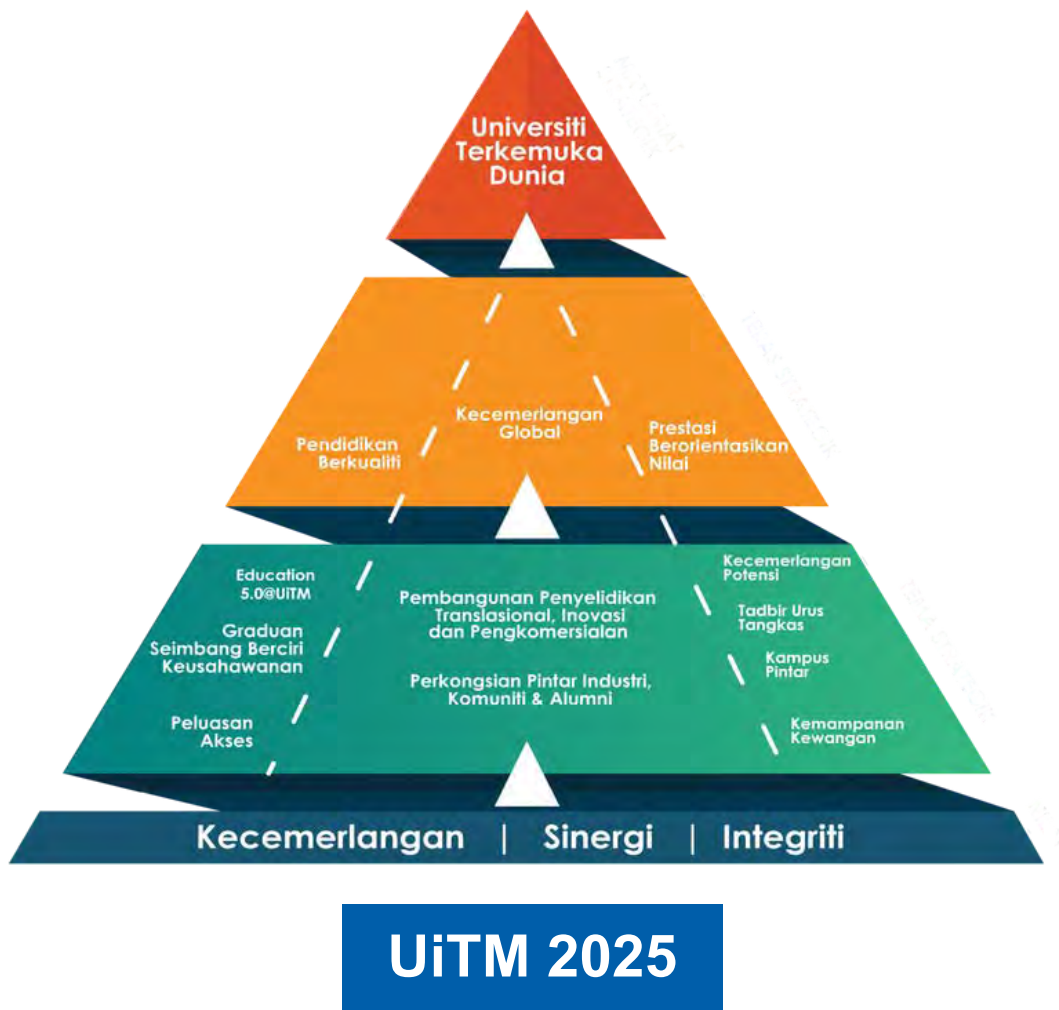 Universiti
Terkemuka
Dunia
Pendidikan
Berkualiti
Kecemerlangan
Global
Prestasi
Berorientasikan
Nilai
Education
5.0@UiTM
Graduan
Seimbang Berciri
Keusahawanan
Peluasan
Akses
Pembangunan Penyelidikan
Translasional, Inovasi
dan Pengkomersialan
Perkongsian Pintar Industri,
Komuniti & Alumni
Kecemerlangan
Potensi
Tadbir Urus
Tangkas
Kampus
Pintar
Kemampanan
Kewangan
Kecemerlangan | Sinergi | Integriti
UiTM 2025